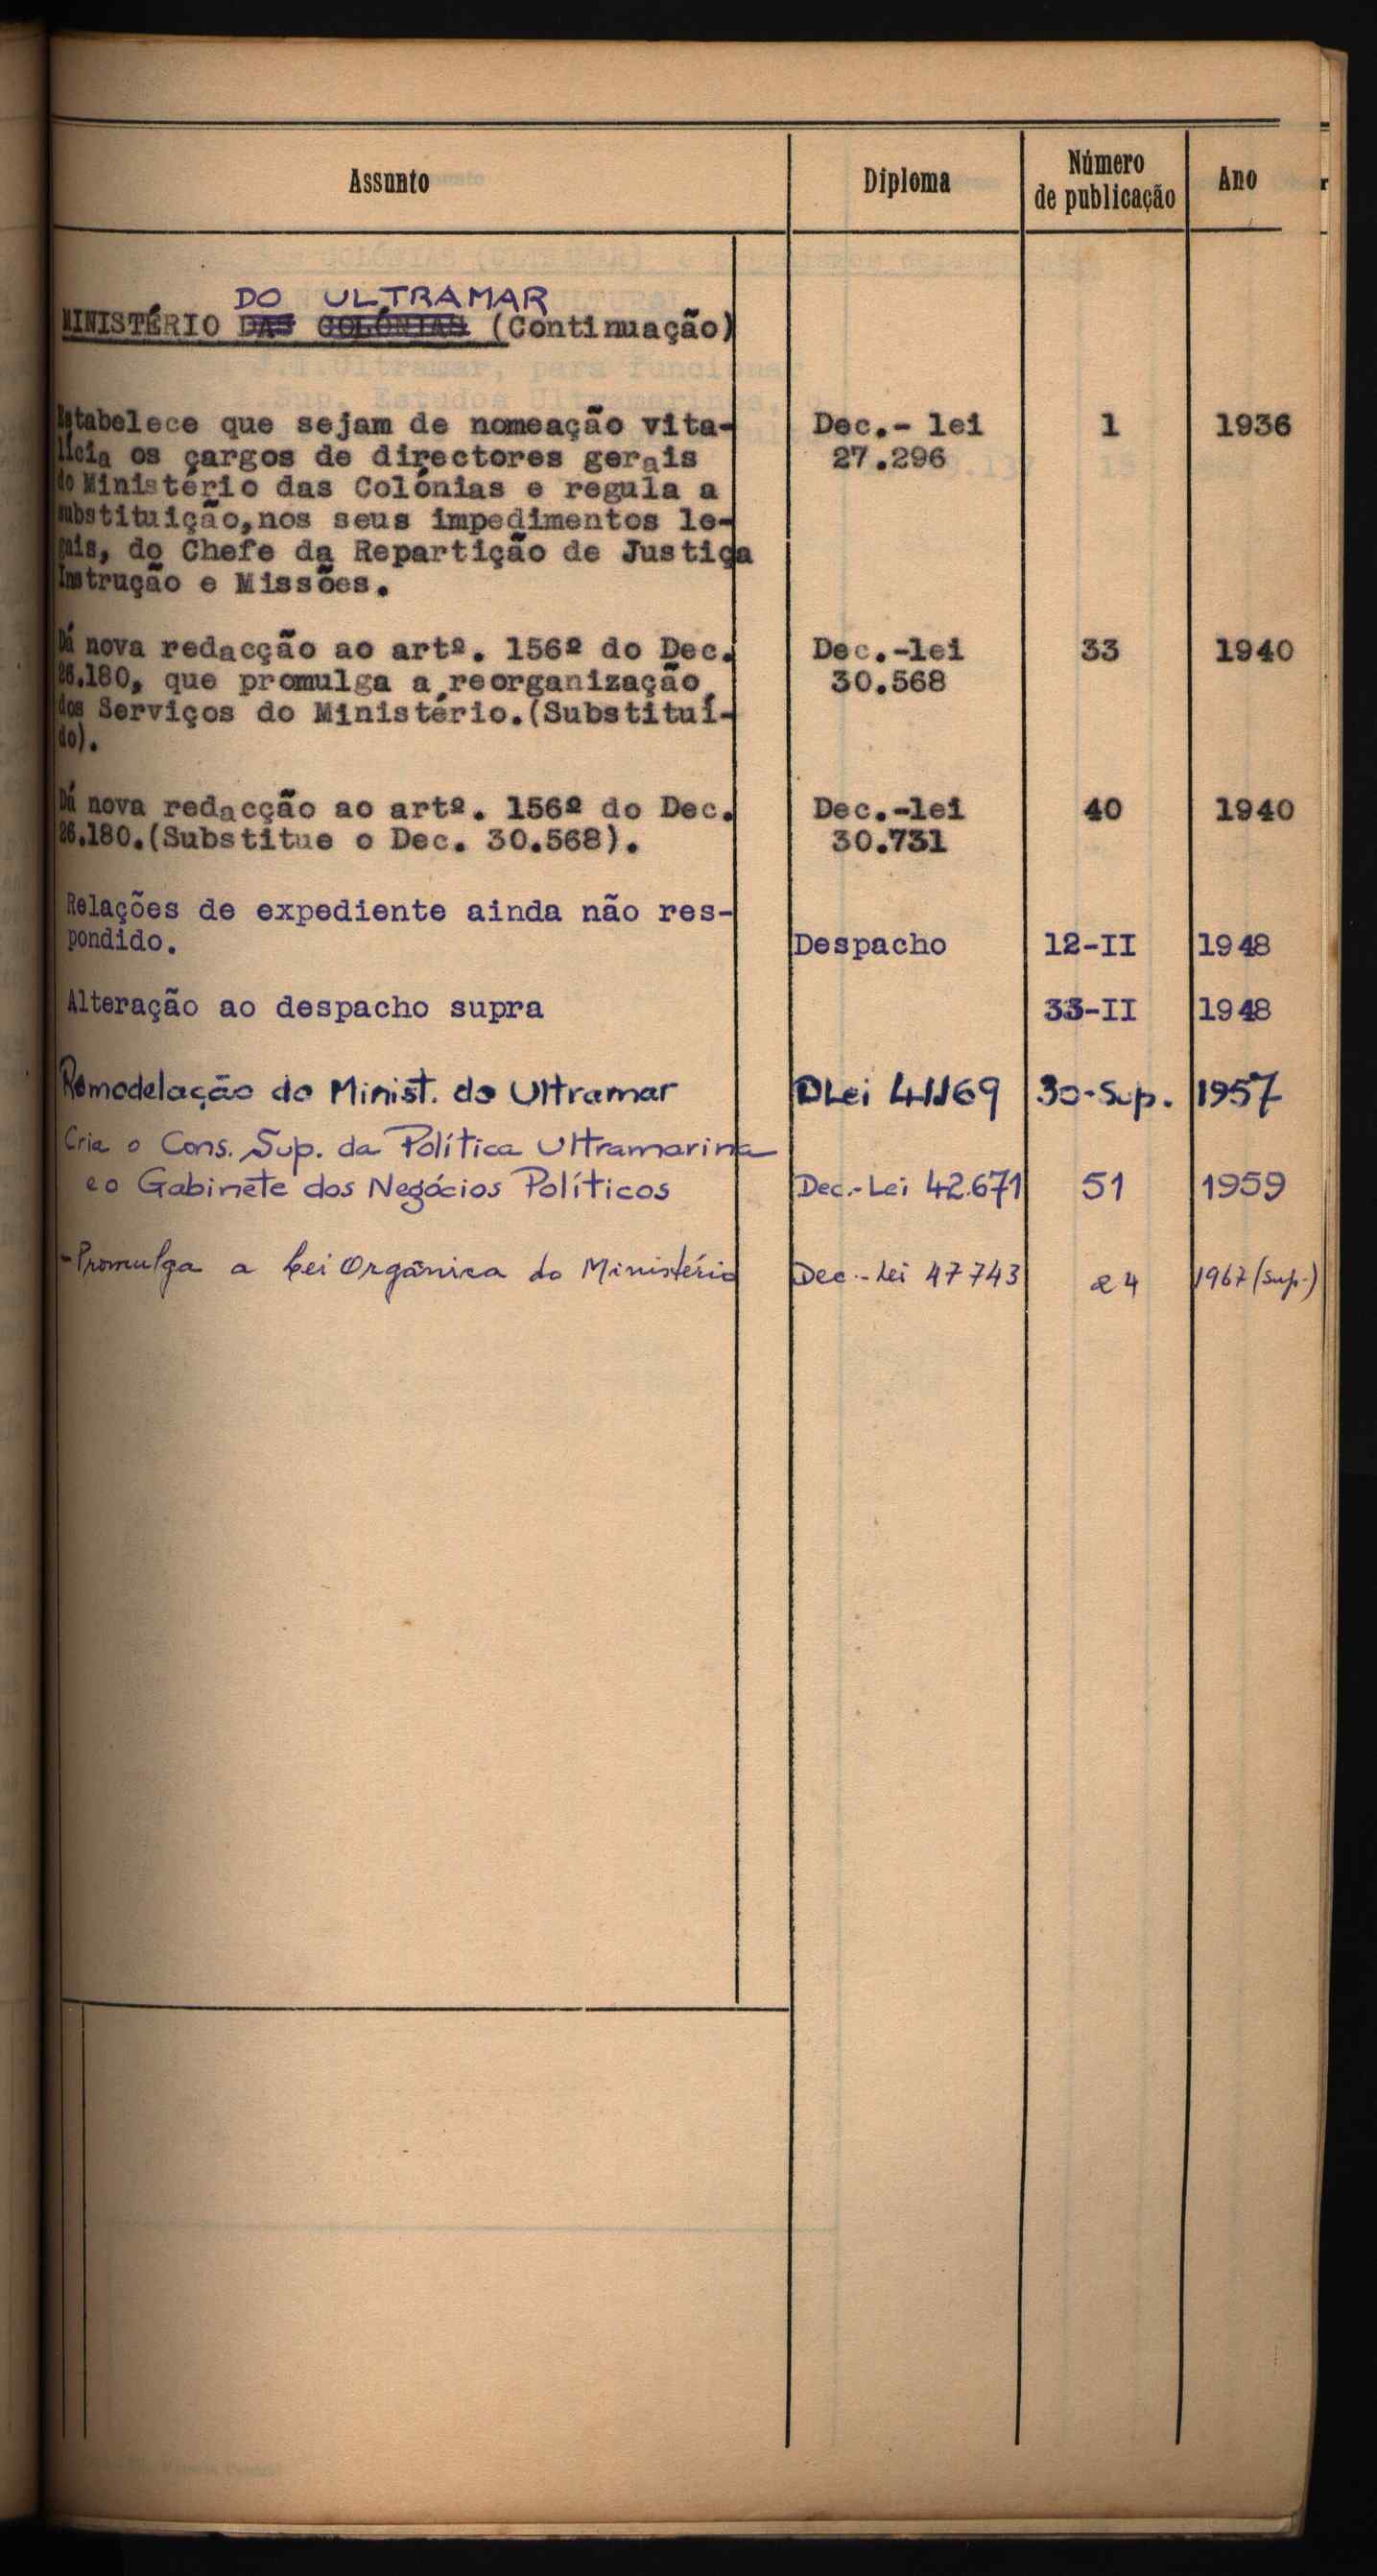 Assunto Diploma Número de publicação Ano
DO ULTRAMAR
MINISTÉRIO DAS COLÓNIAS (Continuação)
Estabelece que sejam de nomeação vita- Dec.- lei 1 1936
lícia os cargos de directores gerais 27.296
do Ministério das Colónias e regula a
substituição,nos seus impedimentos le-
gais, do Chefe da Repartição de Justiça
Instrução e Missões.
Dá nova redacção ao artº. 156º do Dec. Dec.-lei 33 1940
26.180, que promulga a reorganização 30.568
dos Serviços do Ministério.(Substituí-
do).
Dá nova redacção ao artº. 156º do Dec. Dec.-lei 40 1940
26.180.(Substitue o Dec. 30.568). 30.731
Relações de expediente ainda não res-
pondido. Despacho 12-II 1948
Alteração ao despacho supra 33-II 1948
Remodelação do Minist. do Ultramar DLei 41169 30-Sup. 1957
Cria o Cons. Sup. da Política Ultramarina
e o Gabinete dos Negócios Políticos Dec.-Lei 42.671 51 1959
-Promulga a Lei Orgânica do Ministério Dec.-Lei 47743 24 1967 (Sup.)